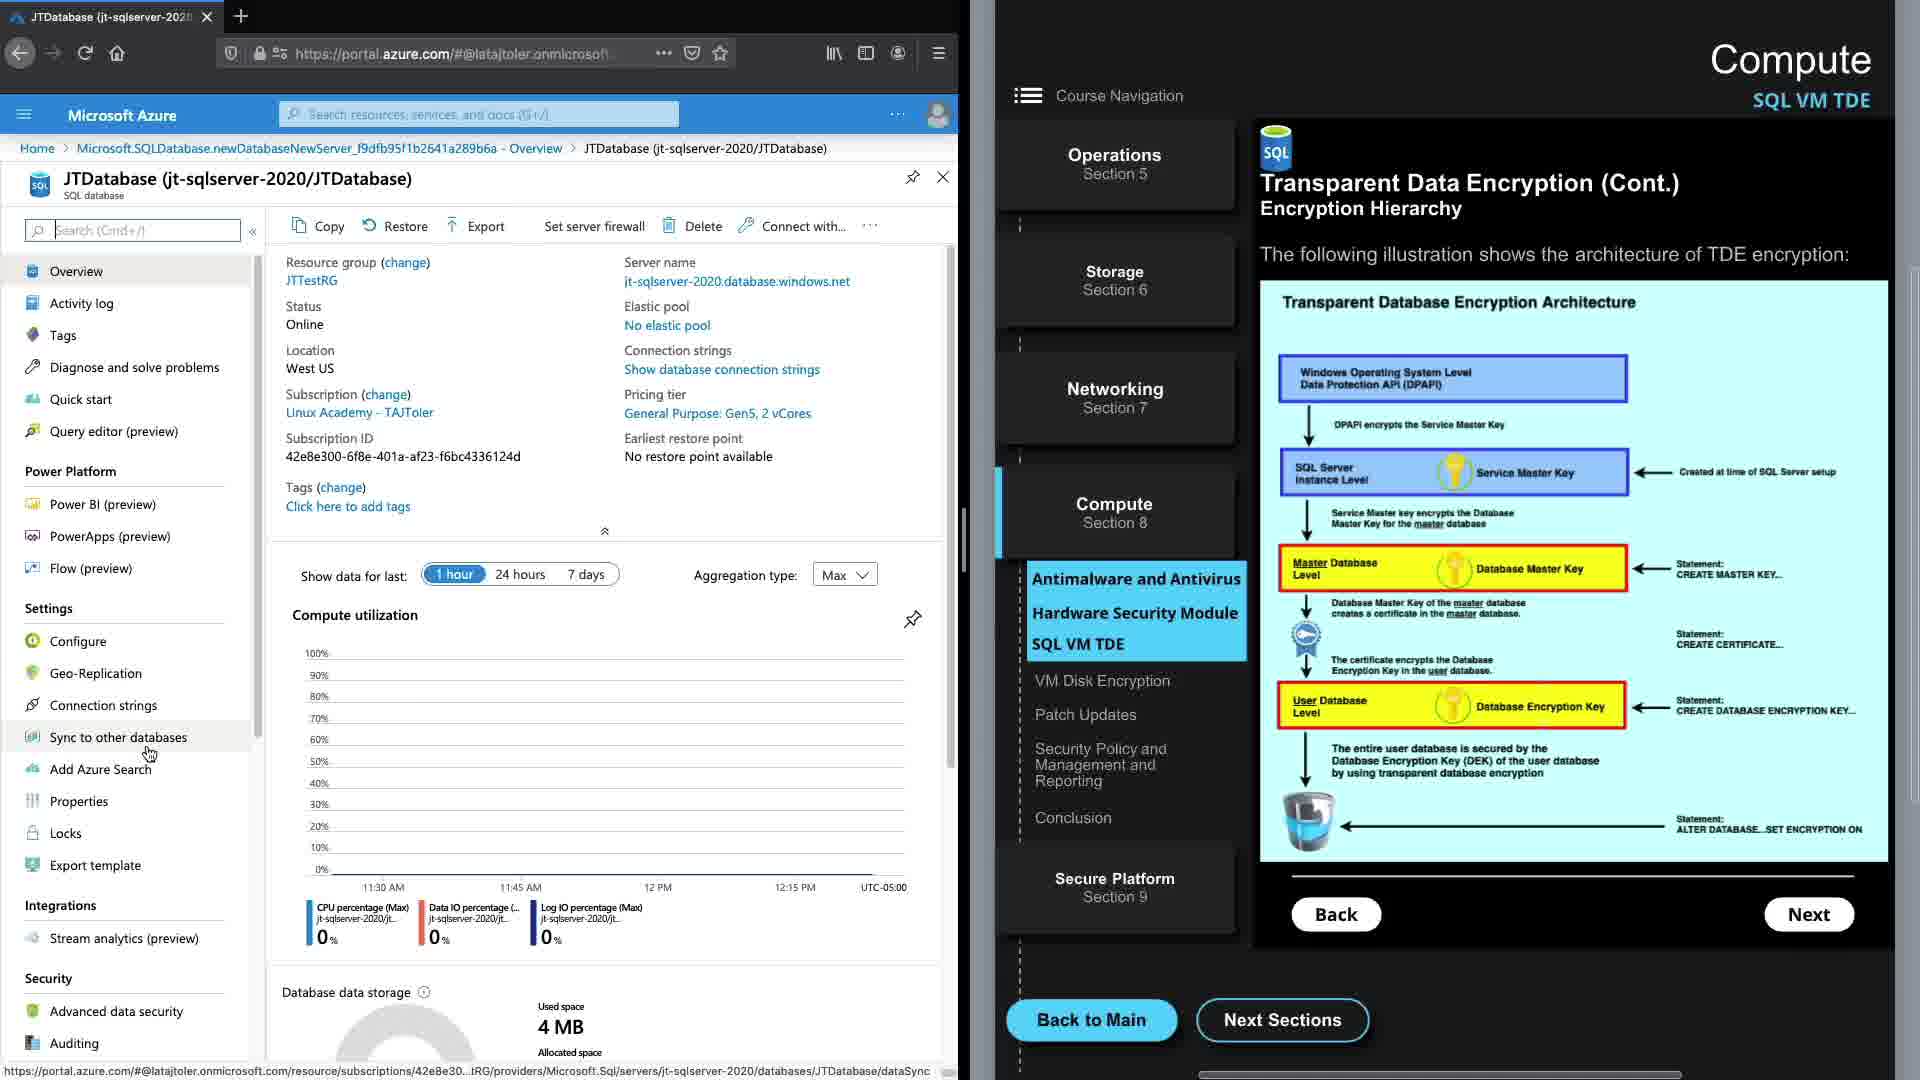 JTDatabase (jt-sqlserver-2020
https://portal.azure.com/#@latajtoler.onmicrosoft.
Microsoft Azure
Search resources, services, and docs (G+/)
Home > Microsoft.SQLDatabase.newDatabaseNewServer_f9dfb95f1b2641a289b6a - Overview > JTDatabase (jt-sqlserver-2020/JTDatabase)
SQL
JTDatabase (jt-sqlserver-2020/JTDatabase)
SQL database
Search (Cmd+/)
Overview
Activity log
Tags
Diagnose and solve problems
Quick start
Query editor (preview)
Power Platform
Power BI (preview)
PowerApps (preview)
Flow (preview)
Settings
Configure
Geo-Replication
Connection strings
Sync to other databases
Add Azure Search
Properties
Locks
Export template
Integrations
Stream analytics (preview)
Security
Advanced data security
Auditing
Copy Restore Export Set server firewall Delete Connect with... ...
Resource group (change)
JTTestRG
Status
Online
Location
West US
Subscription (change)
Linux Academy - TAJToler
Subscription ID
42e8e300-6f8e-401a-af23-f6bc4336124d
Tags (change)
Click here to add tags
Server name
jt-sqlserver-2020.database.windows.net
Elastic pool
No elastic pool
Connection strings
Show database connection strings
Pricing tier
General Purpose: Gen5, 2 vCores
Earliest restore point
No restore point available
Show data for last: 1 hour 24 hours 7 days Aggregation type: Max
Compute utilization
100%
90%
80%
70%
60%
50%
40%
30%
20%
10%
0%
11:30 AM 11:45 AM 12 PM 12:15 PM UTC-05:00
CPU percentage (Max)
jt-sqlserver-2020/jt...
0 %
Data IO percentage (...
jt-sqlserver-2020/jt...
0 %
Log IO percentage (Max)
jt-sqlserver-2020/jt...
0 %
Database data storage
Used space
4 MB
Allocated space
https://portal.azure.com/#@latajtoler.onmicrosoft.com/resource/subscriptions/42e8e30...tRG/providers/Microsoft.Sql/servers/jt-sqlserver-2020/databases/JTDatabase/dataSync
Compute
SQL VM TDE
Course Navigation
Operations
Section 5
Storage
Section 6
Networking
Section 7
Compute
Section 8
Antimalware and Antivirus
Hardware Security Module
SQL VM TDE
VM Disk Encryption
Patch Updates
Security Policy and
Management and
Reporting
Conclusion
Secure Platform
Section 9
SQL
Transparent Data Encryption (Cont.)
Encryption Hierarchy
The following illustration shows the architecture of TDE encryption:
Transparent Database Encryption Architecture
Windows Operating System Level
Data Protection API (DPAPI)
DPAPI encrypts the Service Master Key
SQL Server
Instance Level
Service Master Key
Created at time of SQL Server setup
Service Master key encrypts the Database
Master Key for the master database
Master Database
Level
Database Master Key
Statement:
CREATE MASTER KEY...
Database Master Key of the master database
creates a certificate in the master database.
Statement:
CREATE CERTIFICATE...
The certificate encrypts the Database
Encryption Key in the user database.
User Database
Level
Database Encryption Key
Statement:
CREATE DATABASE ENCRYPTION KEY...
The entire user database is secured by the
Database Encryption Key (DEK) of the user database
by using transparent database encryption
Statement:
ALTER DATABASE...SET ENCRYPTION ON
Back
Next
Back to Main
Next Sections